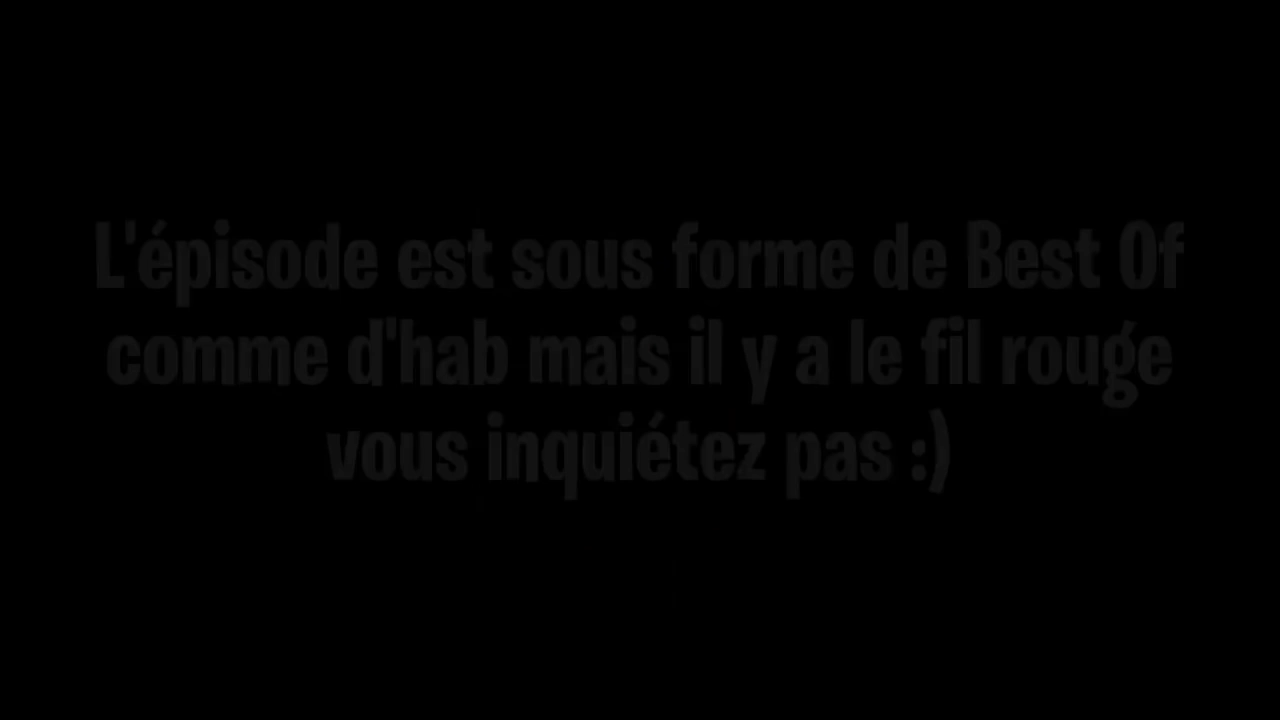 L'épisode est sous forme de Best Of
comme d'hab mais il y a le fil rouge
vous inquiétez pas :)